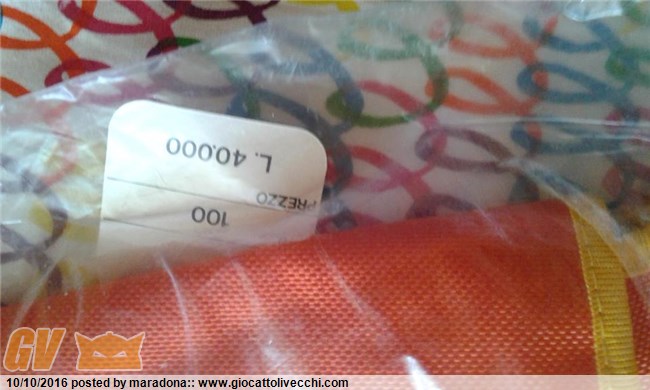 100
PREZZO
L. 40.000
GV
10/10/2016 posted by maradona:: www.giocattolivecchi.com